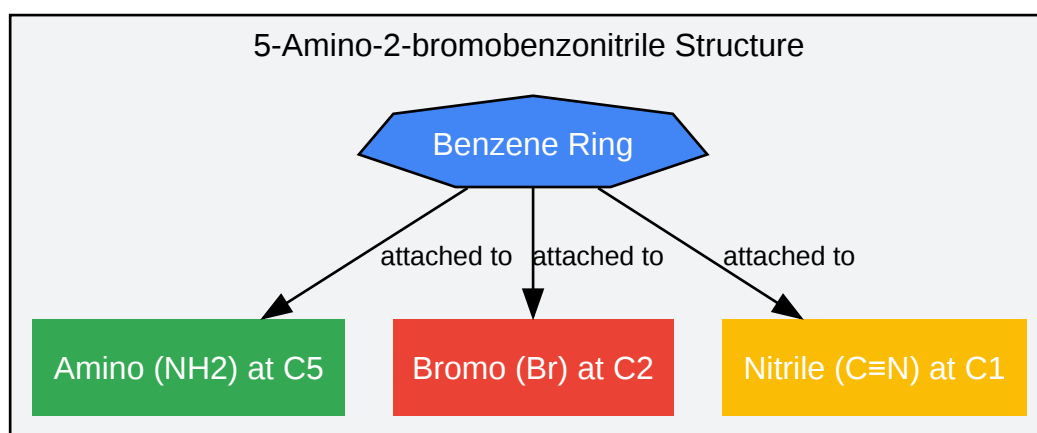 5-Amino-2-bromobenzonitrile Structure
Benzene Ring
attached to
attached to
attached to
Amino (NH2) at C5
Bromo (Br) at C2
Nitrile (C≡N) at C1